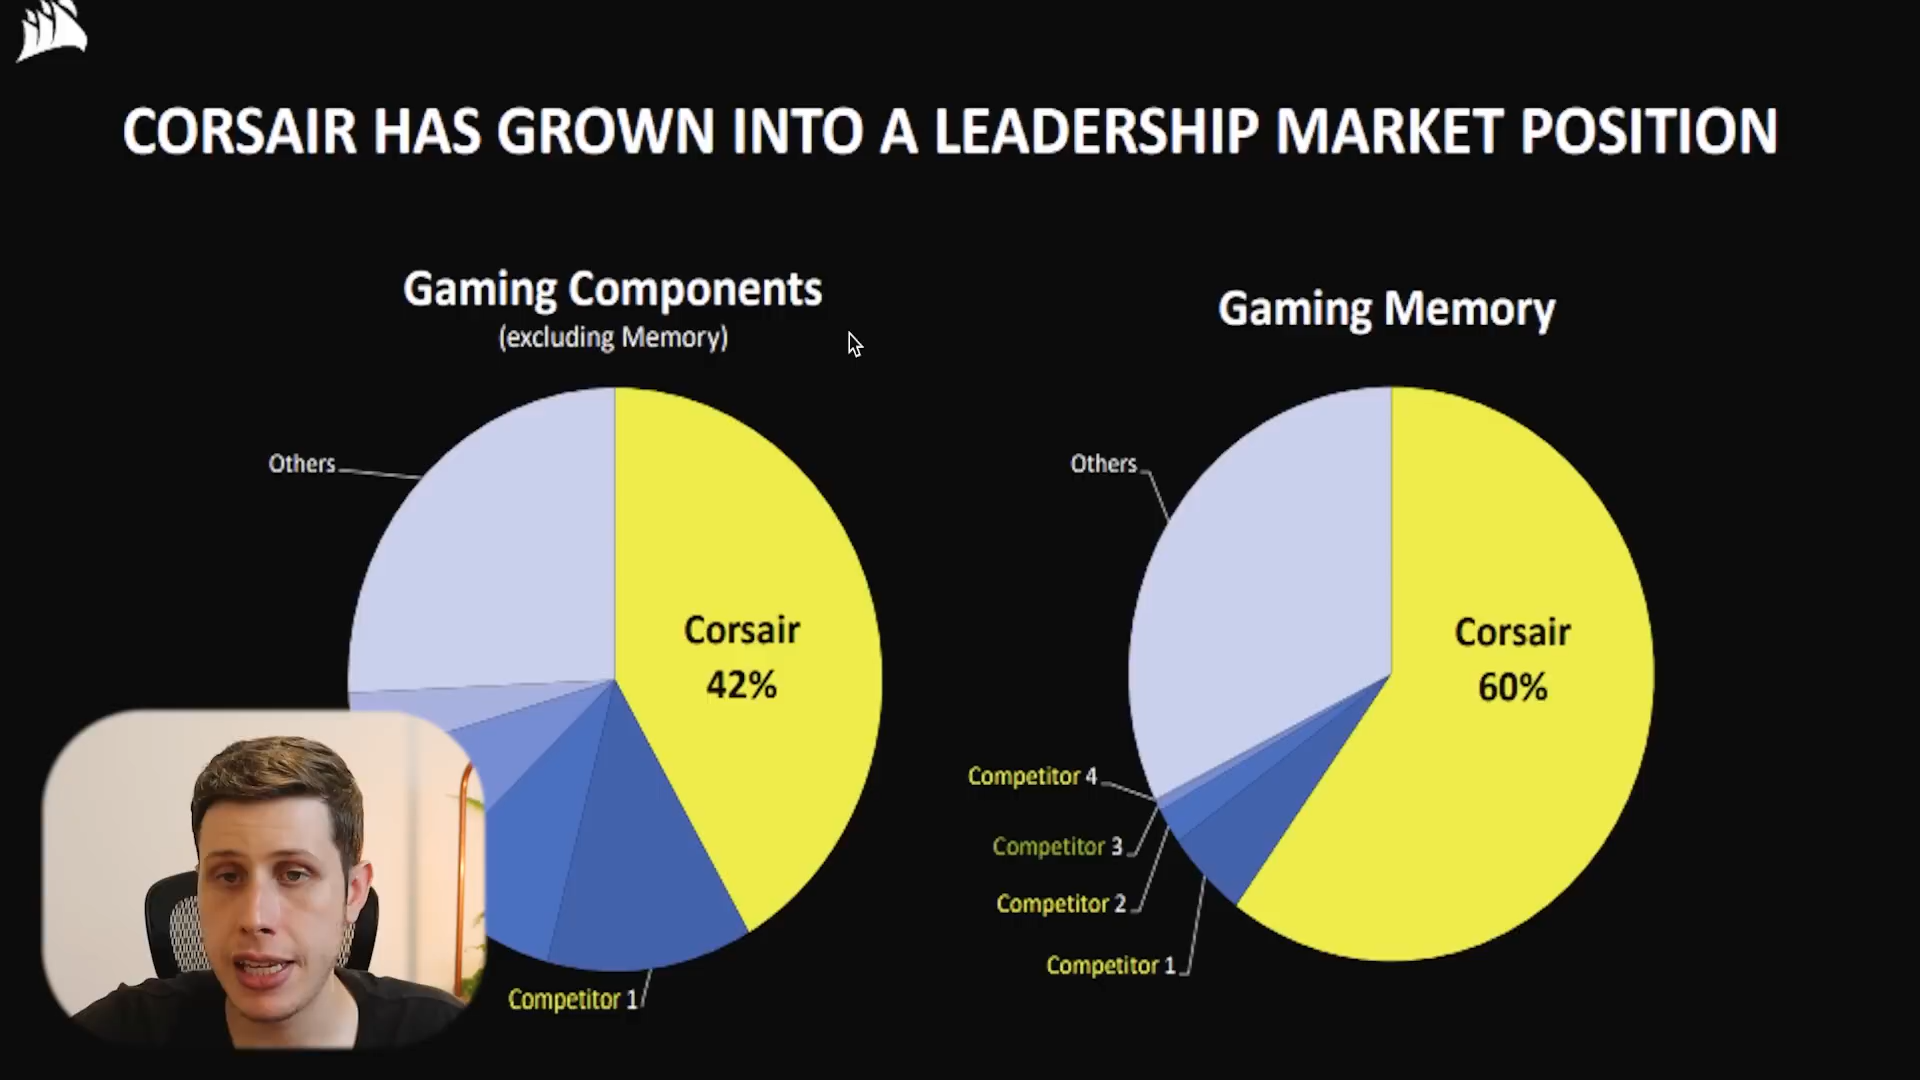 CORSAIR HAS GROWN INTO A LEADERSHIP MARKET POSITION
Gaming Components
(excluding Memory)
Others
Corsair
42%
Competitor 1
Gaming Memory
Others
Corsair
60%
Competitor 4
Competitor 3
Competitor 2
Competitor 1